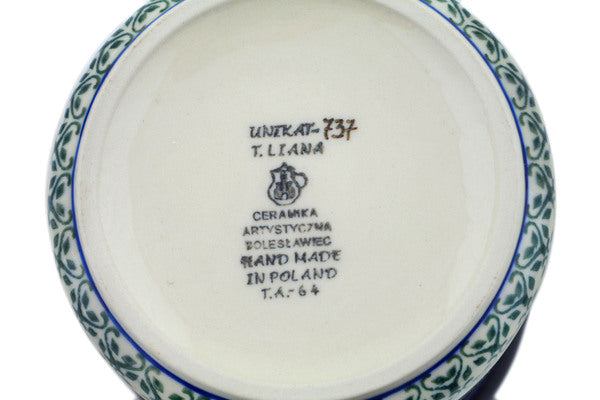 UNIKAT-737
T. LIANA
CERAMIKA
ARTYSTYCZNA
BOLESŁAWIEC
HAND MADE
IN POLAND
T.A.-64